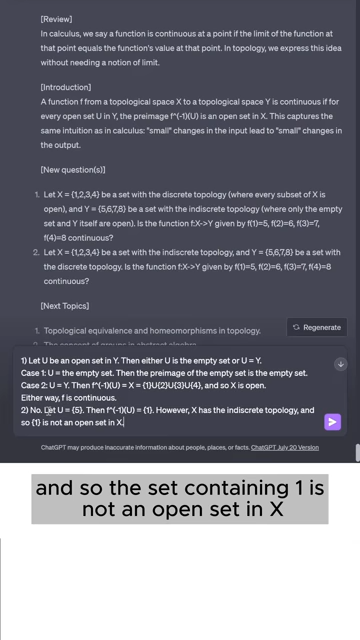 [Review]
In calculus, we say a function is continuous at a point if the limit of the function
at that point equals the function's value at that point. In topology, we express this idea
without needing a notion of limit.
[Introduction]
A function f from a topological space X to a topological space Y is continuous if for
every open set U in Y, the preimage f^(-1)(U) is an open set in X. This captures the
same intuition as in calculus: "small" changes in the input lead to "small" changes in
the output.
[New question(s)]
1. Let X = {1,2,3,4} be a set with the discrete topology (where every subset of X is
open), and Y = {5,6,7,8} be a set with the indiscrete topology (where only the empty
set and Y itself are open). Is the function f:X->Y given by f(1)=5, f(2)=6, f(3)=7,
f(4)=8 continuous?
2. Let X = {1,2,3,4} be a set with the indiscrete topology, and Y = {5,6,7,8} be a set
with the discrete topology. Is the function f:X->Y given by f(1)=5, f(2)=6, f(3)=7,
f(4)=8 continuous?
[Next Topics]
Regenerate
1. Topological equivalence and homeomorphisms in topology.
2. The concept of groups in abstract algebra.
1) Let U be an open set in Y. Then either U is the empty set or U = Y.
Case 1: U = the empty set. Then the preimage of the empty set is the empty set.
Case 2: U = Y. Then f^(-1)(U) = X = {1}U{2}U{3}U{4}, and so X is open.
Either way, f is continuous.
2) No. Let U = {5}. Then f^(-1)(U) = {1}. However, X has the indiscrete topology, and
so {1} is not an open set in X.
ChatGPT may produce inaccurate information about people, places, or facts. ChatGPT July 20 Version
and so the set containing 1 is
not an open set in X